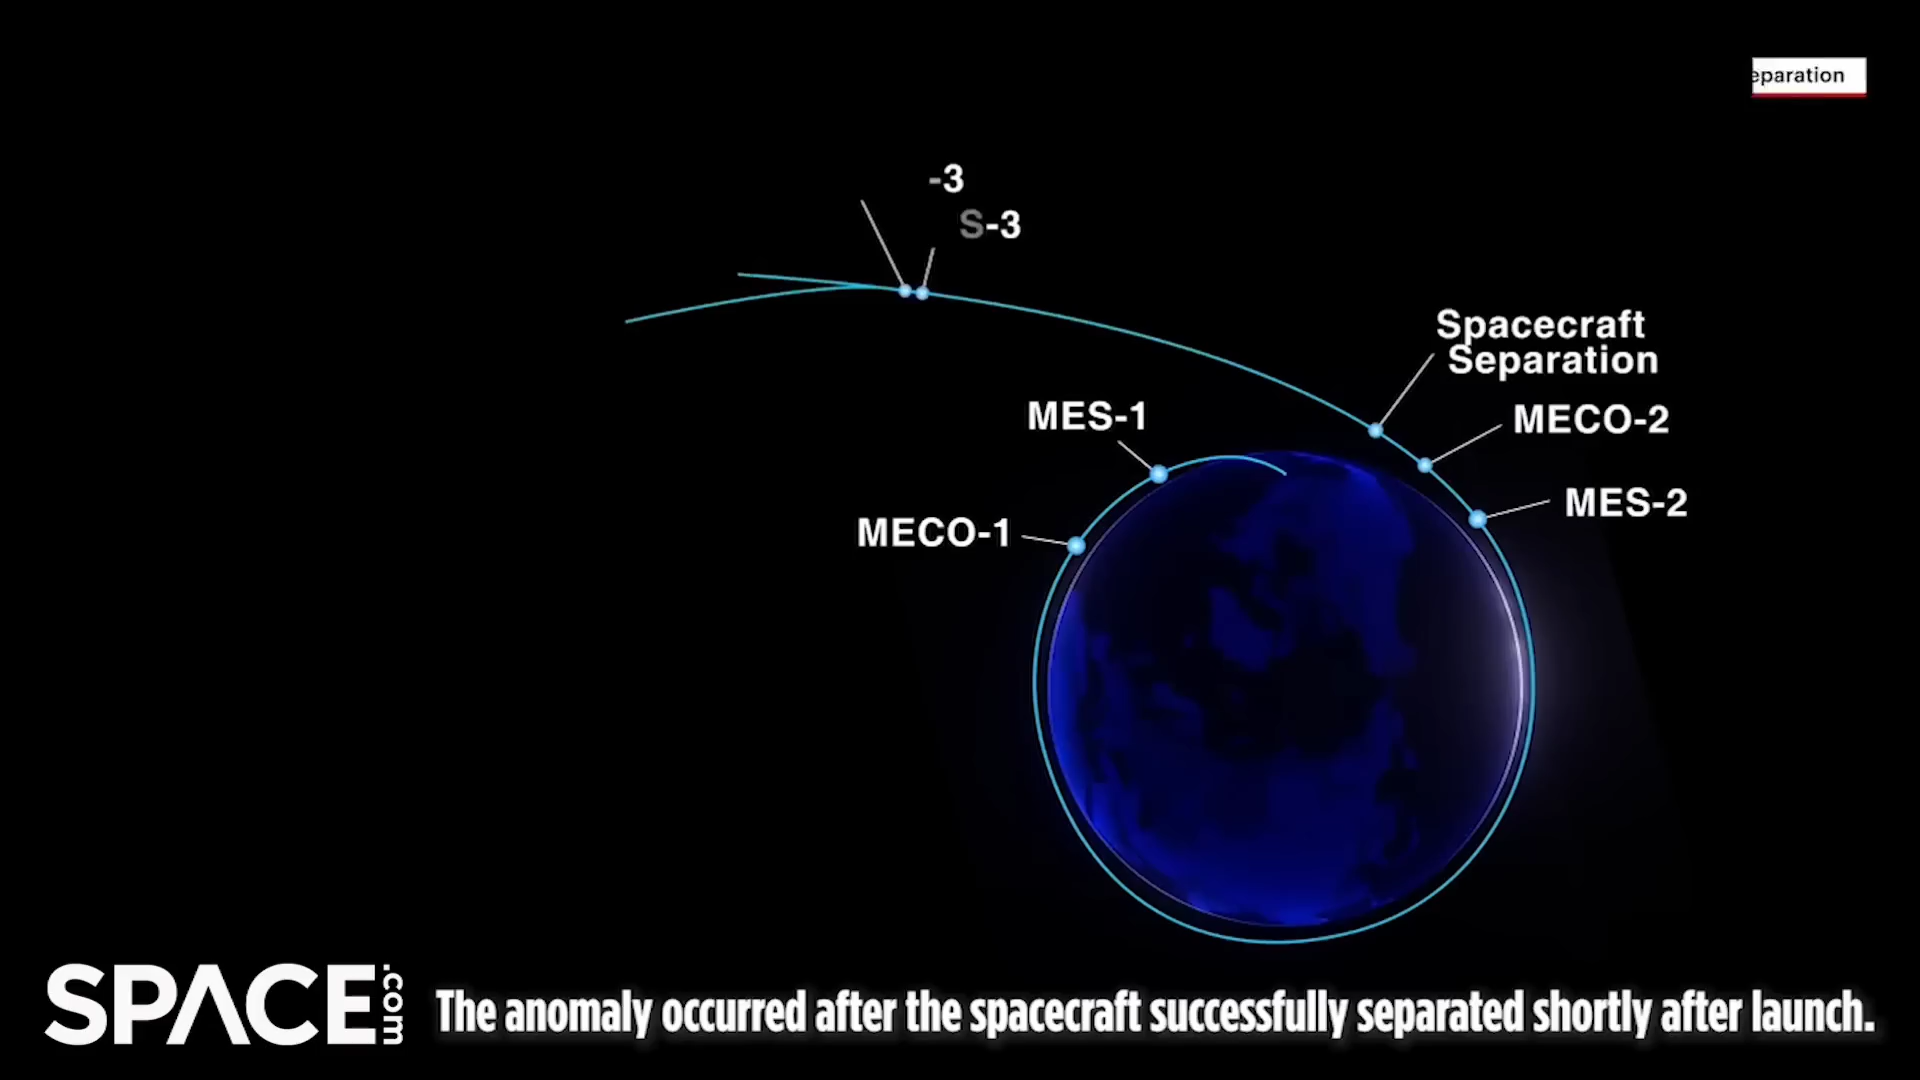 eparation
-3
S-3
Spacecraft
Separation
MES-1
MECO-2
MES-2
MECO-1
SPACE.com
The anomaly occurred after the spacecraft successfully separated shortly after launch.